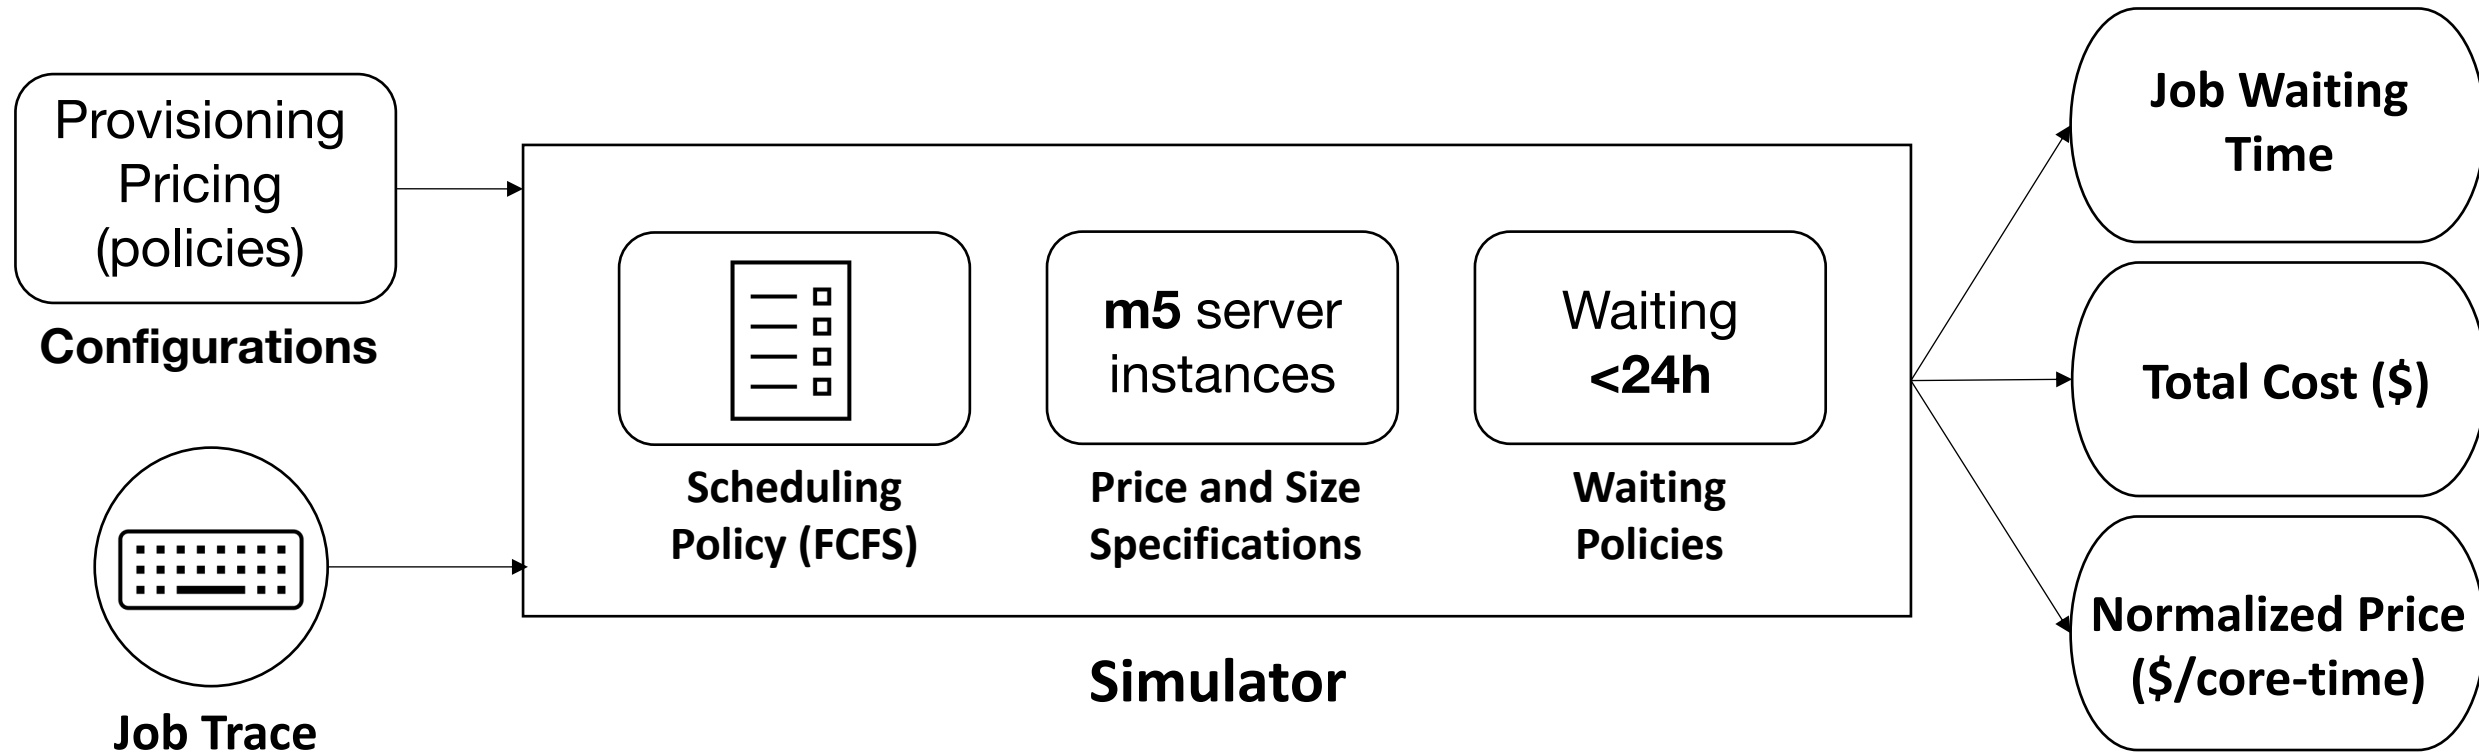 Provisioning
Pricing
(policies)
Configurations
Job Trace
Scheduling
Policy (FCFS)
m5 server
instances
Price and Size
Specifications
Waiting
<24h
Waiting
Policies
Simulator
Job Waiting
Time
Total Cost ($)
Normalized Price
($/core-time)